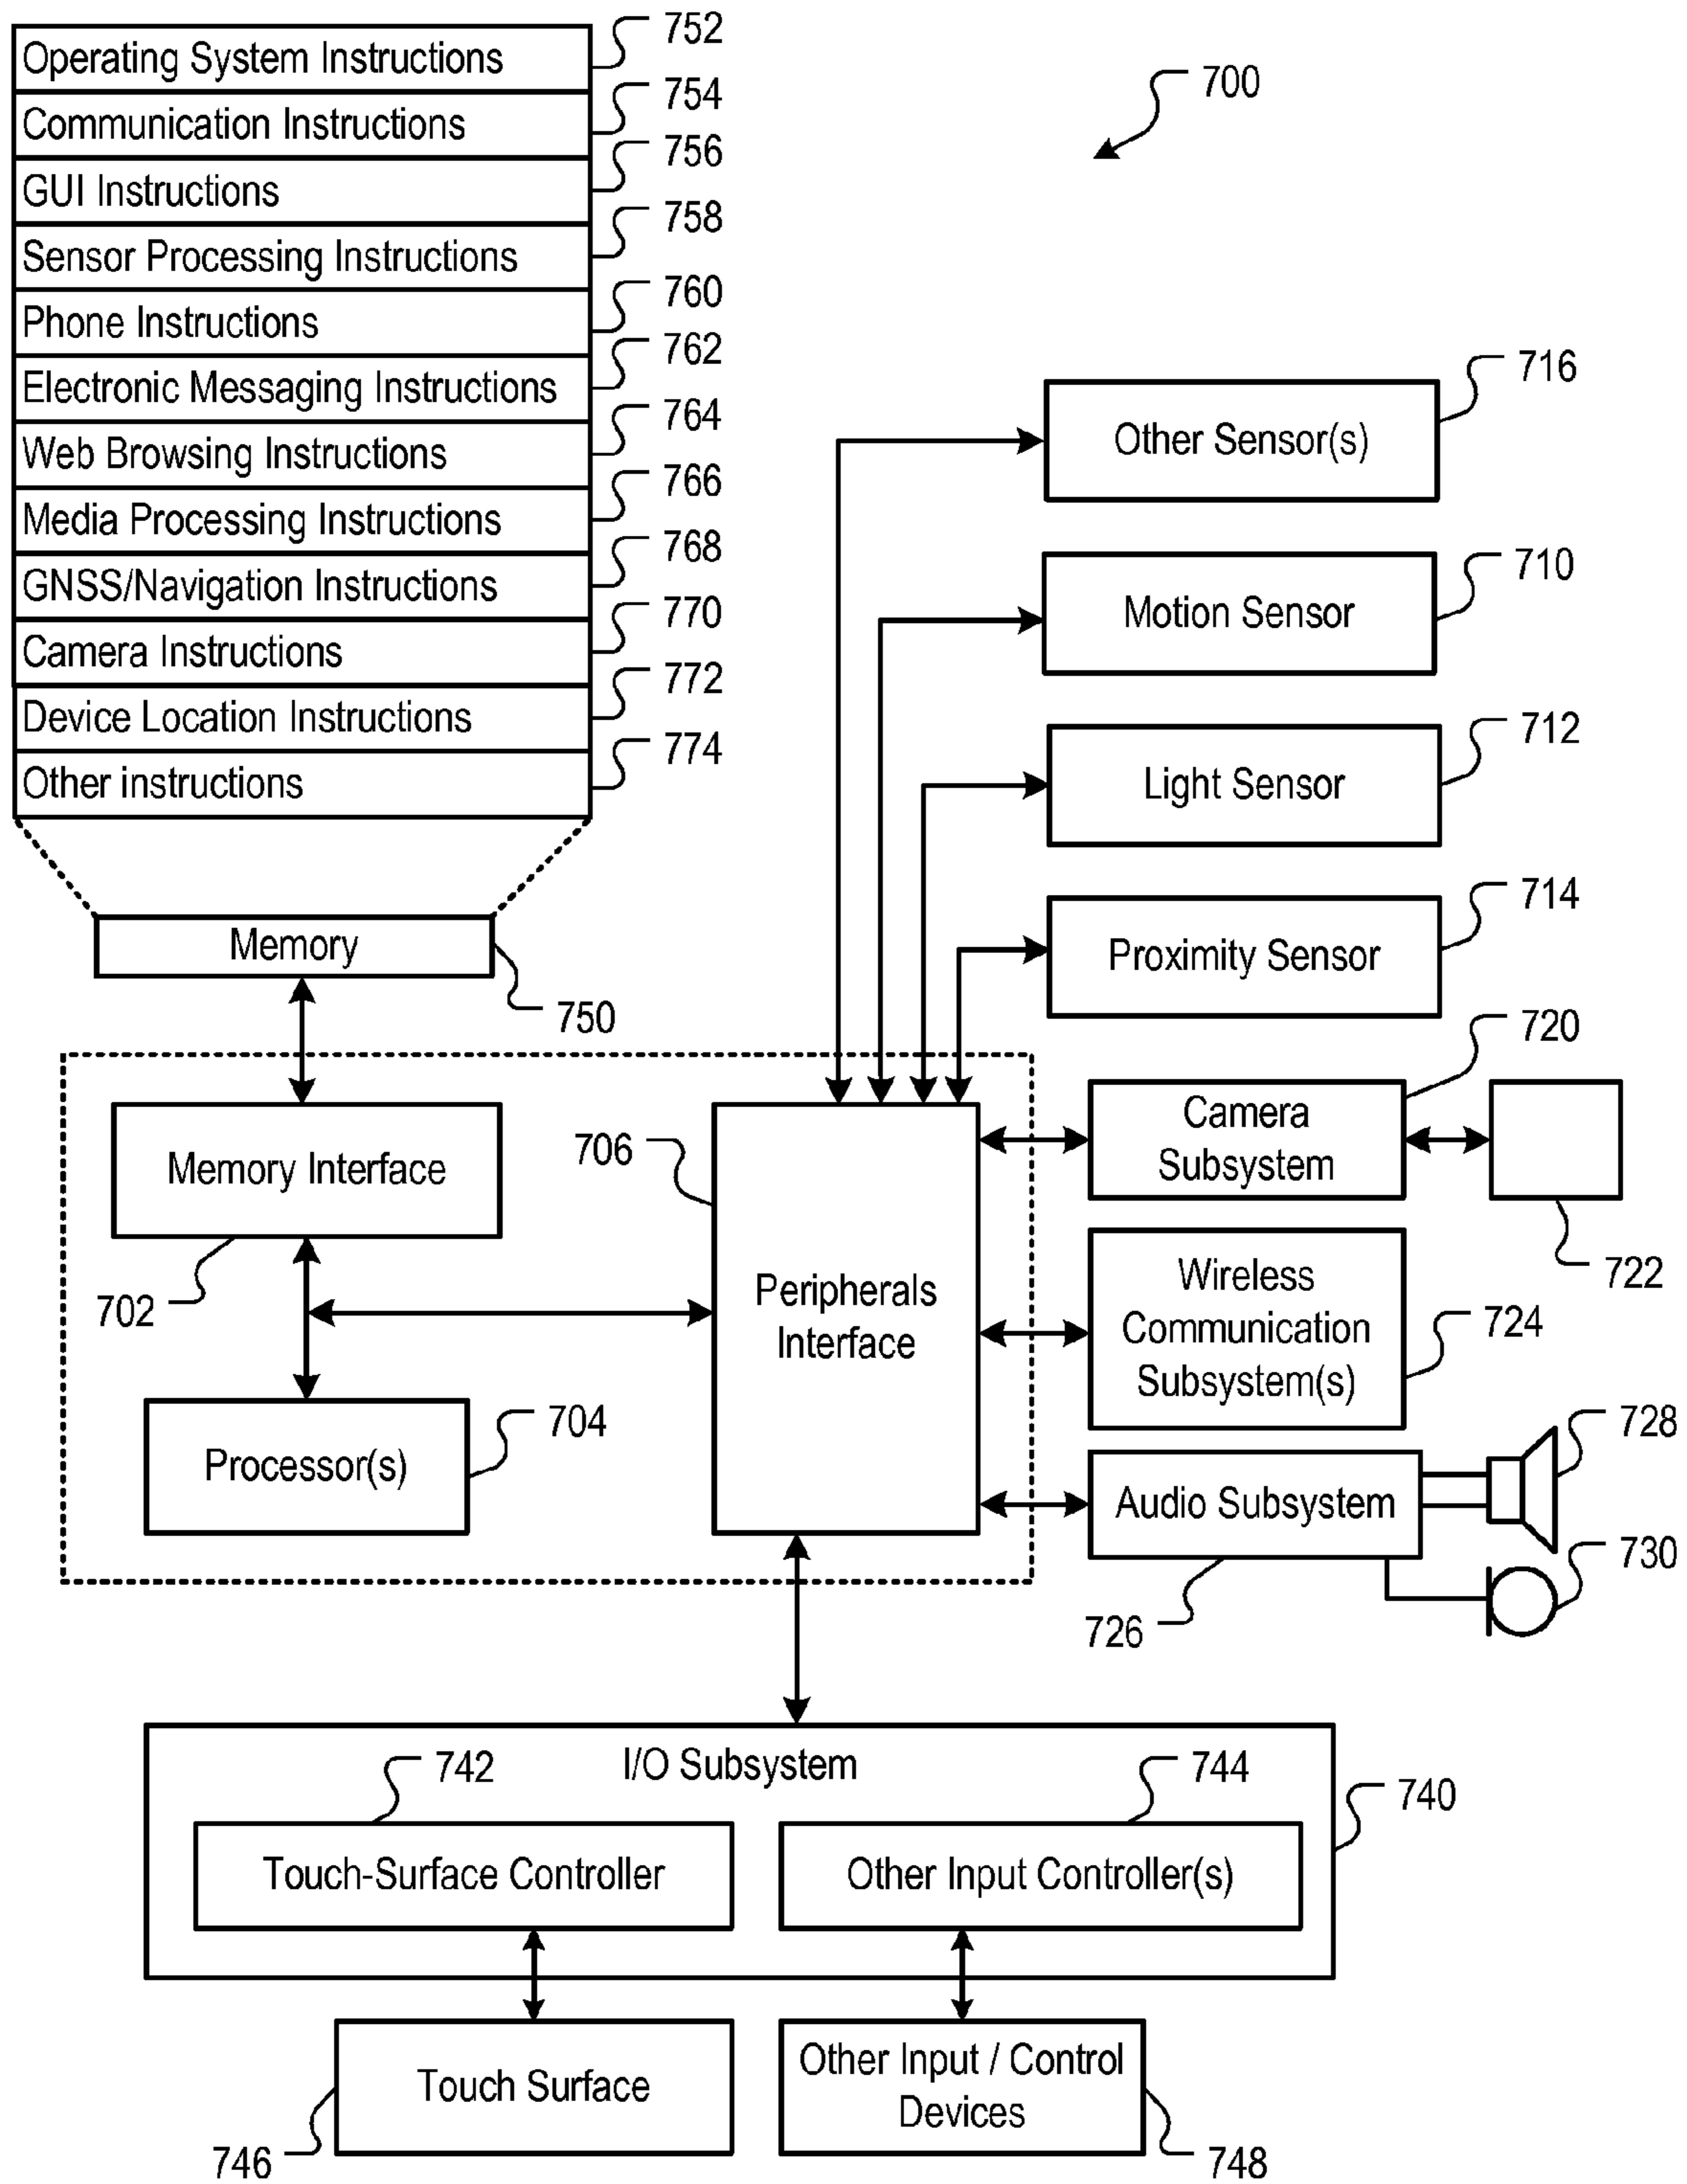 752
Operating System Instructions
754
Communication Instructions
756
GUI Instructions
758
Sensor Processing Instructions
760
Phone Instructions
762
Electronic Messaging Instructions
764
Web Browsing Instructions
766
Media Processing Instructions
768
GNSS/Navigation Instructions
770
Camera Instructions
772
Device Location Instructions
774
Other instructions
700
716
Other Sensor(s)
710
Motion Sensor
712
Light Sensor
714
Proximity Sensor
Memory
750
720
Camera
Subsystem
722
Memory Interface
702
706
Peripherals
Interface
Wireless
Communication
Subsystem(s)
724
704
Processor(s)
728
Audio Subsystem
730
726
I/O Subsystem
742
744
740
Touch-Surface Controller
Other Input Controller(s)
Touch Surface
746
Other Input / Control
Devices
748